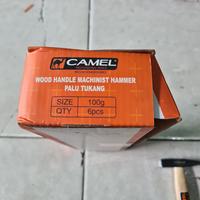 CAMEL
WOOD HANDLE MACHINIST HAMMER
PALU TUKANG
SIZE 100g
QTY 6pcs